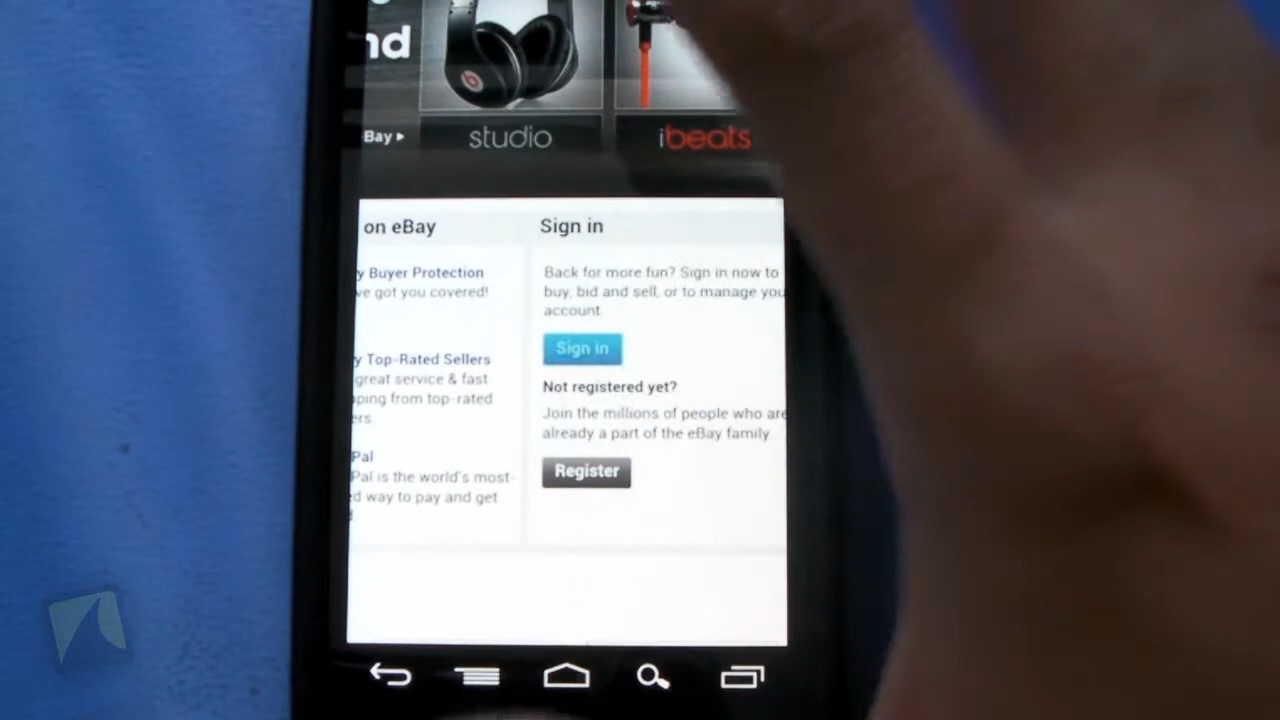 nd
Bay
studio
ibeats
on eBay
Sign in
y Buyer Protection
ve got you covered!
Back for more fun? Sign in now to
buy, bid and sell, or to manage you
account
Sign in
y Top-Rated Sellers
great service & fast
ping from top-rated
ers
Not registered yet?
Join the millions of people who are
already a part of the eBay family
Pal
Pal is the world's most-
d way to pay and get
Register